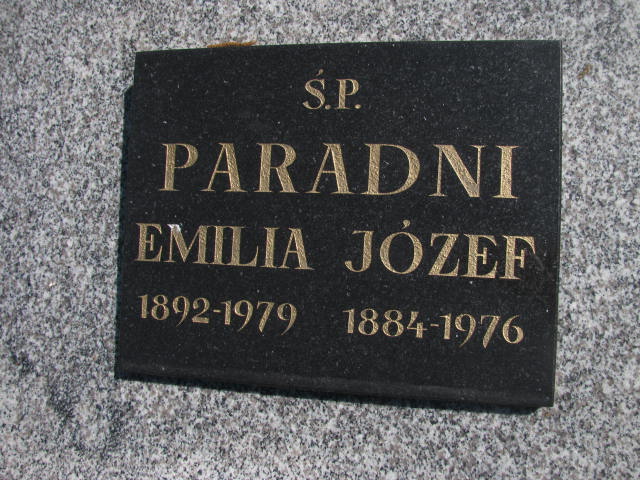 Ś.P.
PARADNI
EMILIA JÓZEF
1892-1979 1884-1976